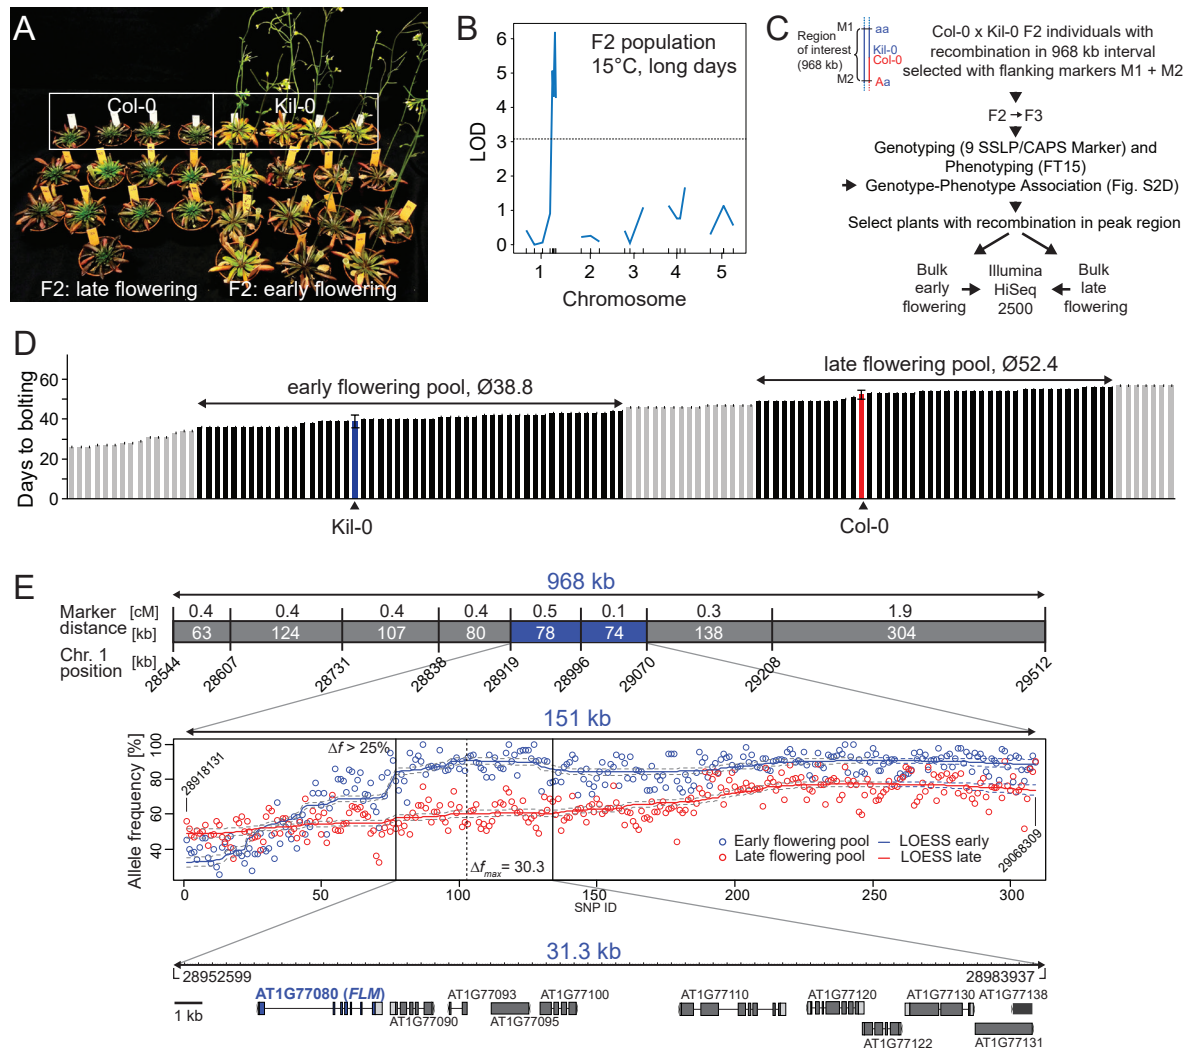 A
Col-0
Kil-0
F2: late flowering
F2: early flowering
B
F2 population
15°C, long days
LOD
6
5
4
3
2
1
0
1 2 3 4 5
Chromosome
C
M1
aa
Region
of interest
(968 kb)
Kil-0
Col-0
M2
Aa
Col-0 x Kil-0 F2 individuals with
recombination in 968 kb interval
selected with flanking markers M1 + M2
F2 → F3
Genotyping (9 SSLP/CAPS Marker) and
Phenotyping (FT15)
Genotype-Phenotype Association (Fig. S2D)
Select plants with recombination in peak region
Bulk
early
flowering
Illumina
HiSeq
2500
Bulk
late
flowering
D
Days to bolting
60
40
20
0
early flowering pool, Ø38.8
late flowering pool, Ø52.4
Kil-0
Col-0
E
968 kb
Marker
distance
[cM]
0.4 0.4 0.4 0.4 0.5 0.1 0.3 1.9
[kb]
63 124 107 80 78 74 138 304
Chr. 1
position
[kb]
28544 28607 28731 28838 28919 28996 29070 29208 29512
151 kb
Allele frequency [%]
100
80
60
40
28918131
Δf > 25%
Δfmax = 30.3
Early flowering pool
Late flowering pool
LOESS early
LOESS late
29068309
0 50 100 150 200 250 300
SNP ID
31.3 kb
28952599
28983937
1 kb
AT1G77080 (FLM)
AT1G77090
AT1G77093
AT1G77095
AT1G77100
AT1G77110
AT1G77120
AT1G77122
AT1G77130
AT1G77138
AT1G77131